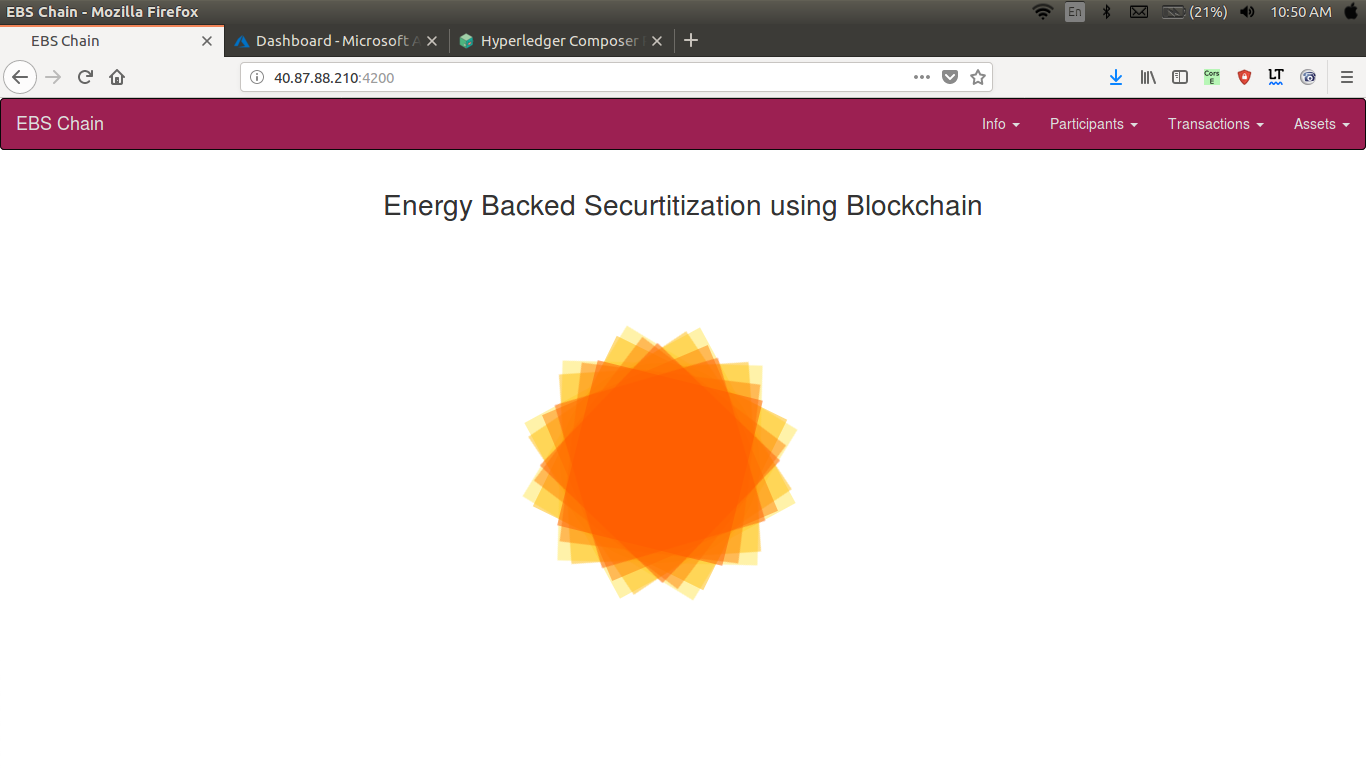 EBS Chain - Mozilla Firefox
En
(21%)
10:50 AM
EBS Chain
Dashboard - Microsoft A
Hyperledger Composer
40.87.88.210:4200
Cors
E
LT
EBS Chain
Info
Participants
Transactions
Assets
Energy Backed Securtitization using Blockchain